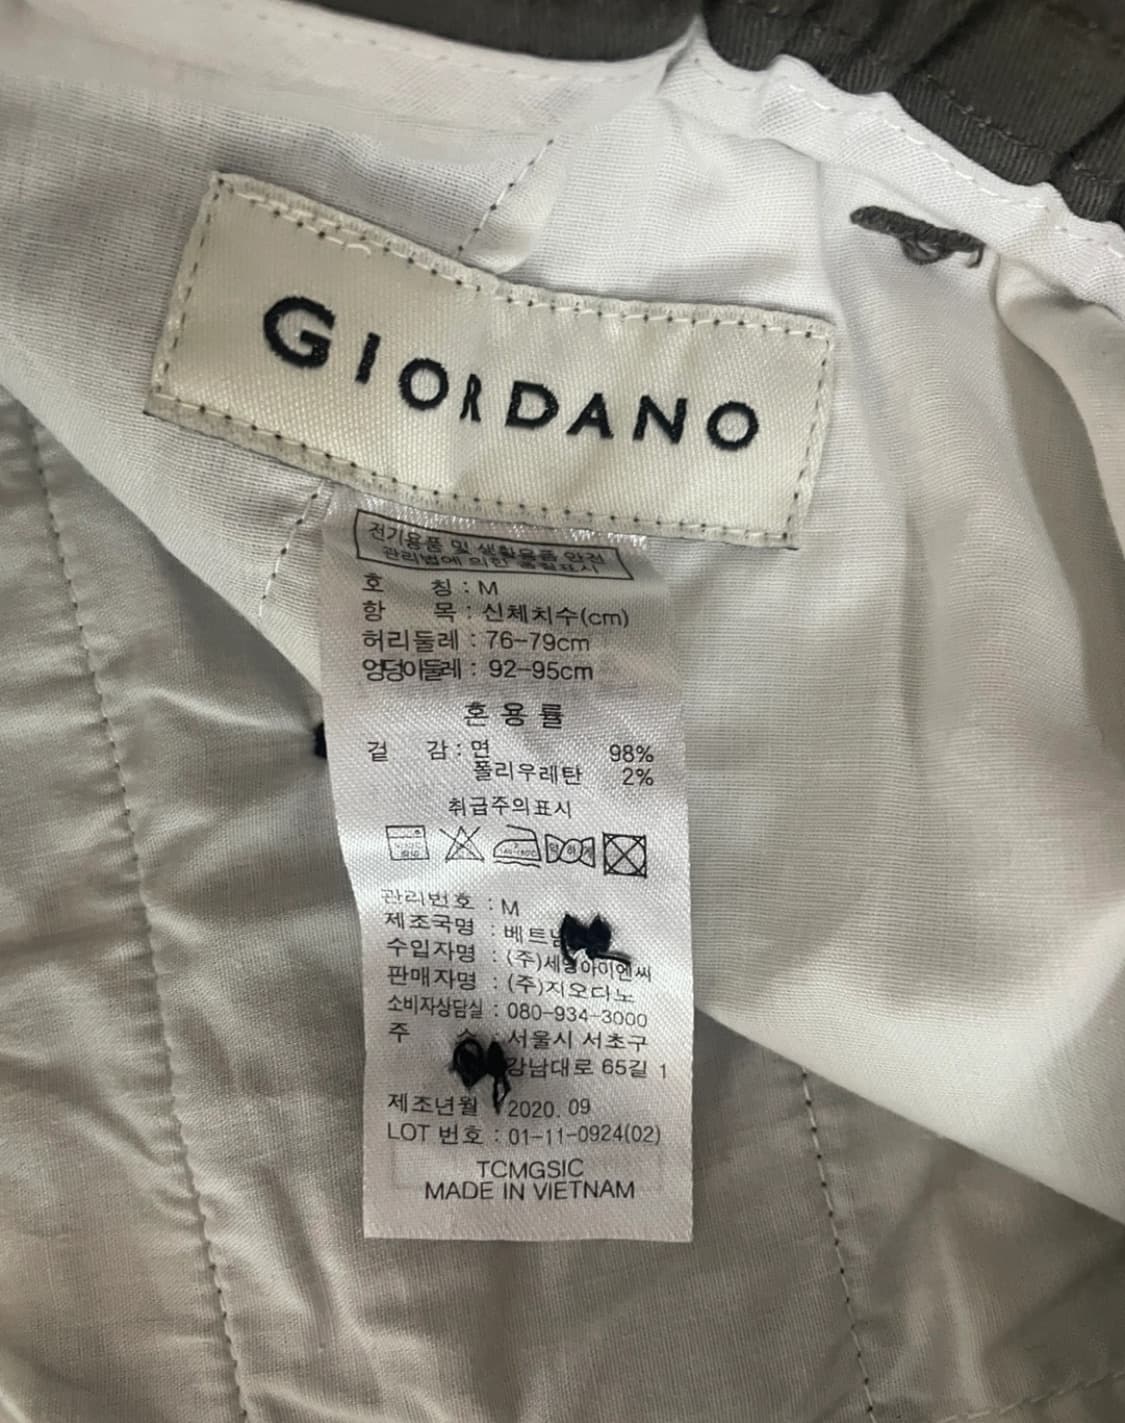 GIORDANO
전기용품 및 생활용품 안전
관리법에 의한 품질표시
호 칭 : M
항 목 : 신체치수(cm)
허리둘레 : 76-79cm
엉덩이둘레 : 92-95cm
혼용률
겉 감 : 면 98%
폴리우레탄 2%
취급주의표시
약하게
관리번호 : M
제조국명 : 베트남
수입자명 : (주)세영아이엔씨
판매자명 : (주)지오다노
소비자상담실 : 080-934-3000
주 소 : 서울시 서초구
강남대로 65길 1
제조년월 : 2020. 09
LOT 번호 : 01-11-0924(02)
TCMGSIC
MADE IN VIETNAM